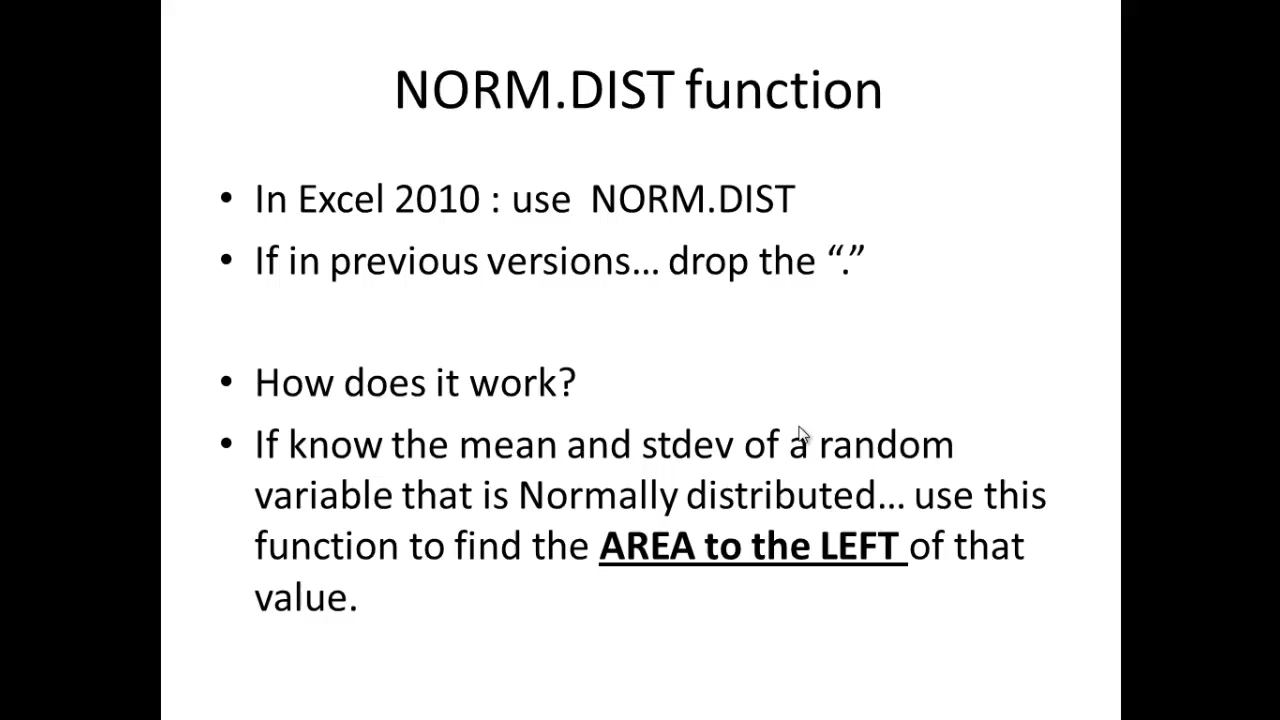 NORM.DIST function
• In Excel 2010 : use  NORM.DIST
• If in previous versions… drop the “.”
• How does it work?
• If know the mean and stdev of a random
variable that is Normally distributed… use this
function to find the AREA to the LEFT of that
value.